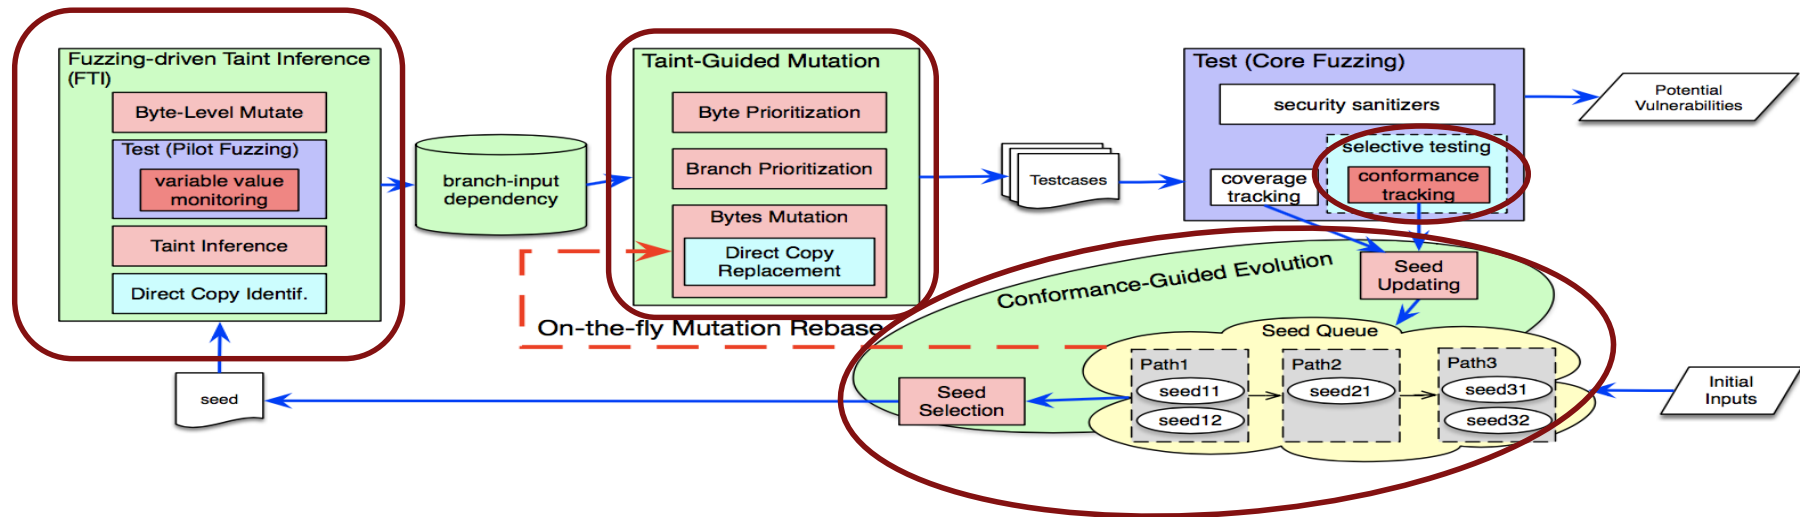 Fuzzing-driven Taint Inference
(FTI)
Byte-Level Mutate
Test (Pilot Fuzzing)
variable value
monitoring
Taint Inference
Direct Copy Identif.
seed
branch-input
dependency
Taint-Guided Mutation
Byte Prioritization
Branch Prioritization
Bytes Mutation
Direct Copy
Replacement
On-the-fly Mutation Rebase
Testcases
Test (Core Fuzzing)
security sanitizers
selective testing
coverage
tracking
conformance
tracking
Potential
Vulnerabilities
Conformance-Guided Evolution
Seed
Updating
Seed Queue
Path1
seed11
seed12
Path2
seed21
Path3
seed31
seed32
Seed
Selection
Initial
Inputs